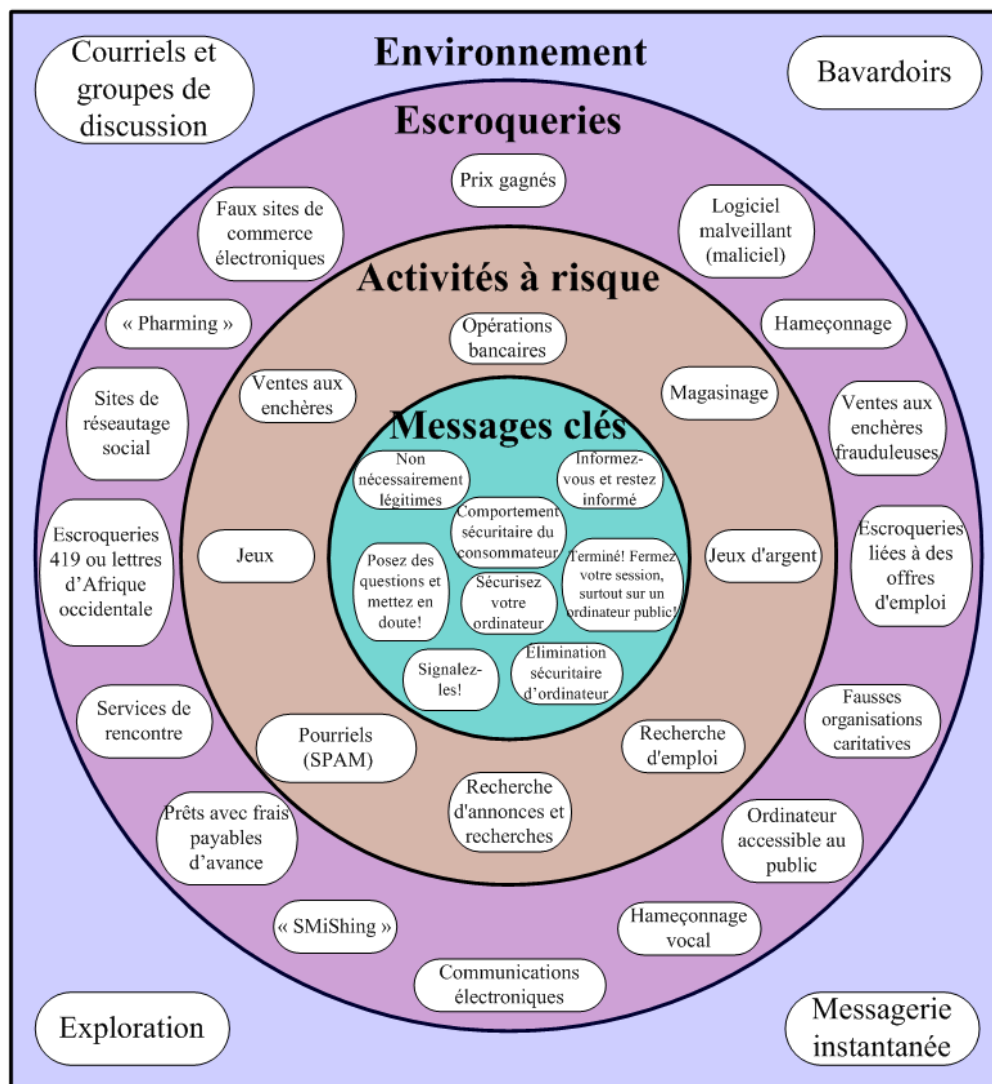 Environnement
Courriels et
groupes de
discussion
Bavardoirs
Exploration
Messagerie
instantanée
Escroqueries
Prix gagnés
Logiciel
malveillant
(maliciel)
Hameçonnage
Ventes aux
enchères
frauduleuses
Escroqueries
liées à des
offres
d'emploi
Fausses
organisations
caritatives
Ordinateur
accessible au
public
Hameçonnage
vocal
Communications
électroniques
« SMiShing »
Prêts avec frais
payables
d’avance
Services de
rencontre
Escroqueries
419 ou lettres
d’Afrique
occidentale
Sites de
réseautage
social
« Pharming »
Faux sites de
commerce
électroniques
Activités à risque
Opérations
bancaires
Magasinage
Jeux d'argent
Recherche
d'emploi
Recherche
d'annonces et
recherches
Pourriels
(SPAM)
Jeux
Ventes aux
enchères
Messages clés
Non
nécessairement
légitimes
Informez-
vous et restez
informé
Comportement
sécuritaire du
consommateur
Posez des
questions et
mettez en
doute!
Sécurisez
votre
ordinateur
Terminé! Fermez
votre session,
surtout sur un
ordinateur public!
Signalez-
les!
Élimination
sécuritaire
d’ordinateur